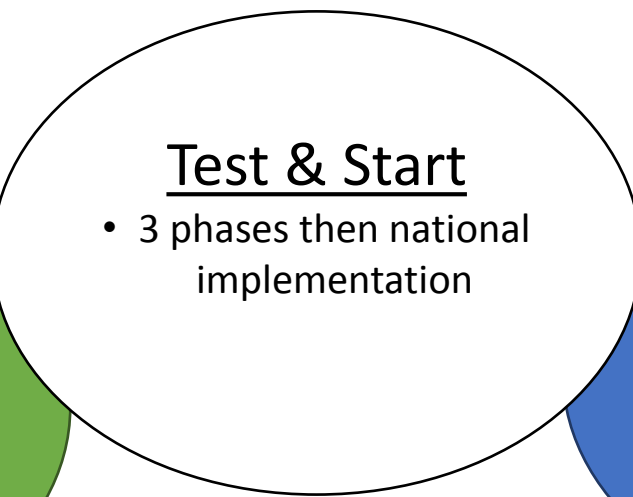 Test & Start
• 3 phases then national
implementation